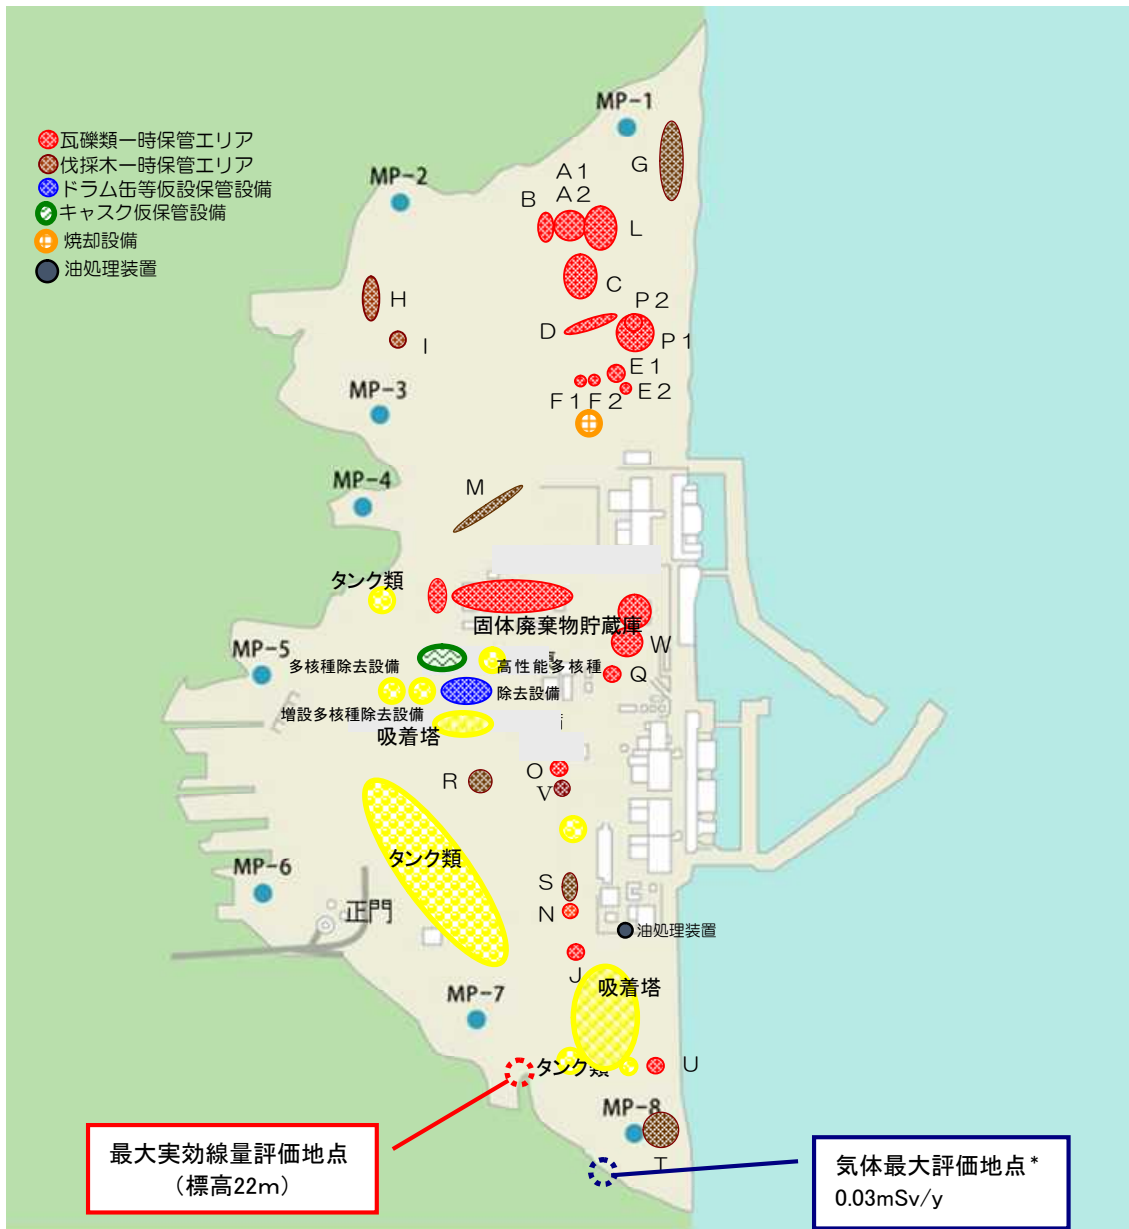 MP-1
瓦礫類一時保管エリア
伐採木一時保管エリア
ドラム缶等仮設保管設備
キャスク仮保管設備
焼却設備
油処理装置
G
A1
A2
B
L
MP-2
C
H
P2
D
P1
I
E1
E2
F1
F2
MP-3
MP-4
M
タンク類
固体廃棄物貯蔵庫
W
MP-5
多核種除去設備
高性能多核種
Q
除去設備
増設多核種除去設備
吸着塔
O
R
V
タンク類
MP-6
正門
S
N
油処理装置
J
吸着塔
MP-7
タンク類
U
MP-8
T
最大実効線量評価地点
（標高22m）
気体最大評価地点*
0.03mSv/y